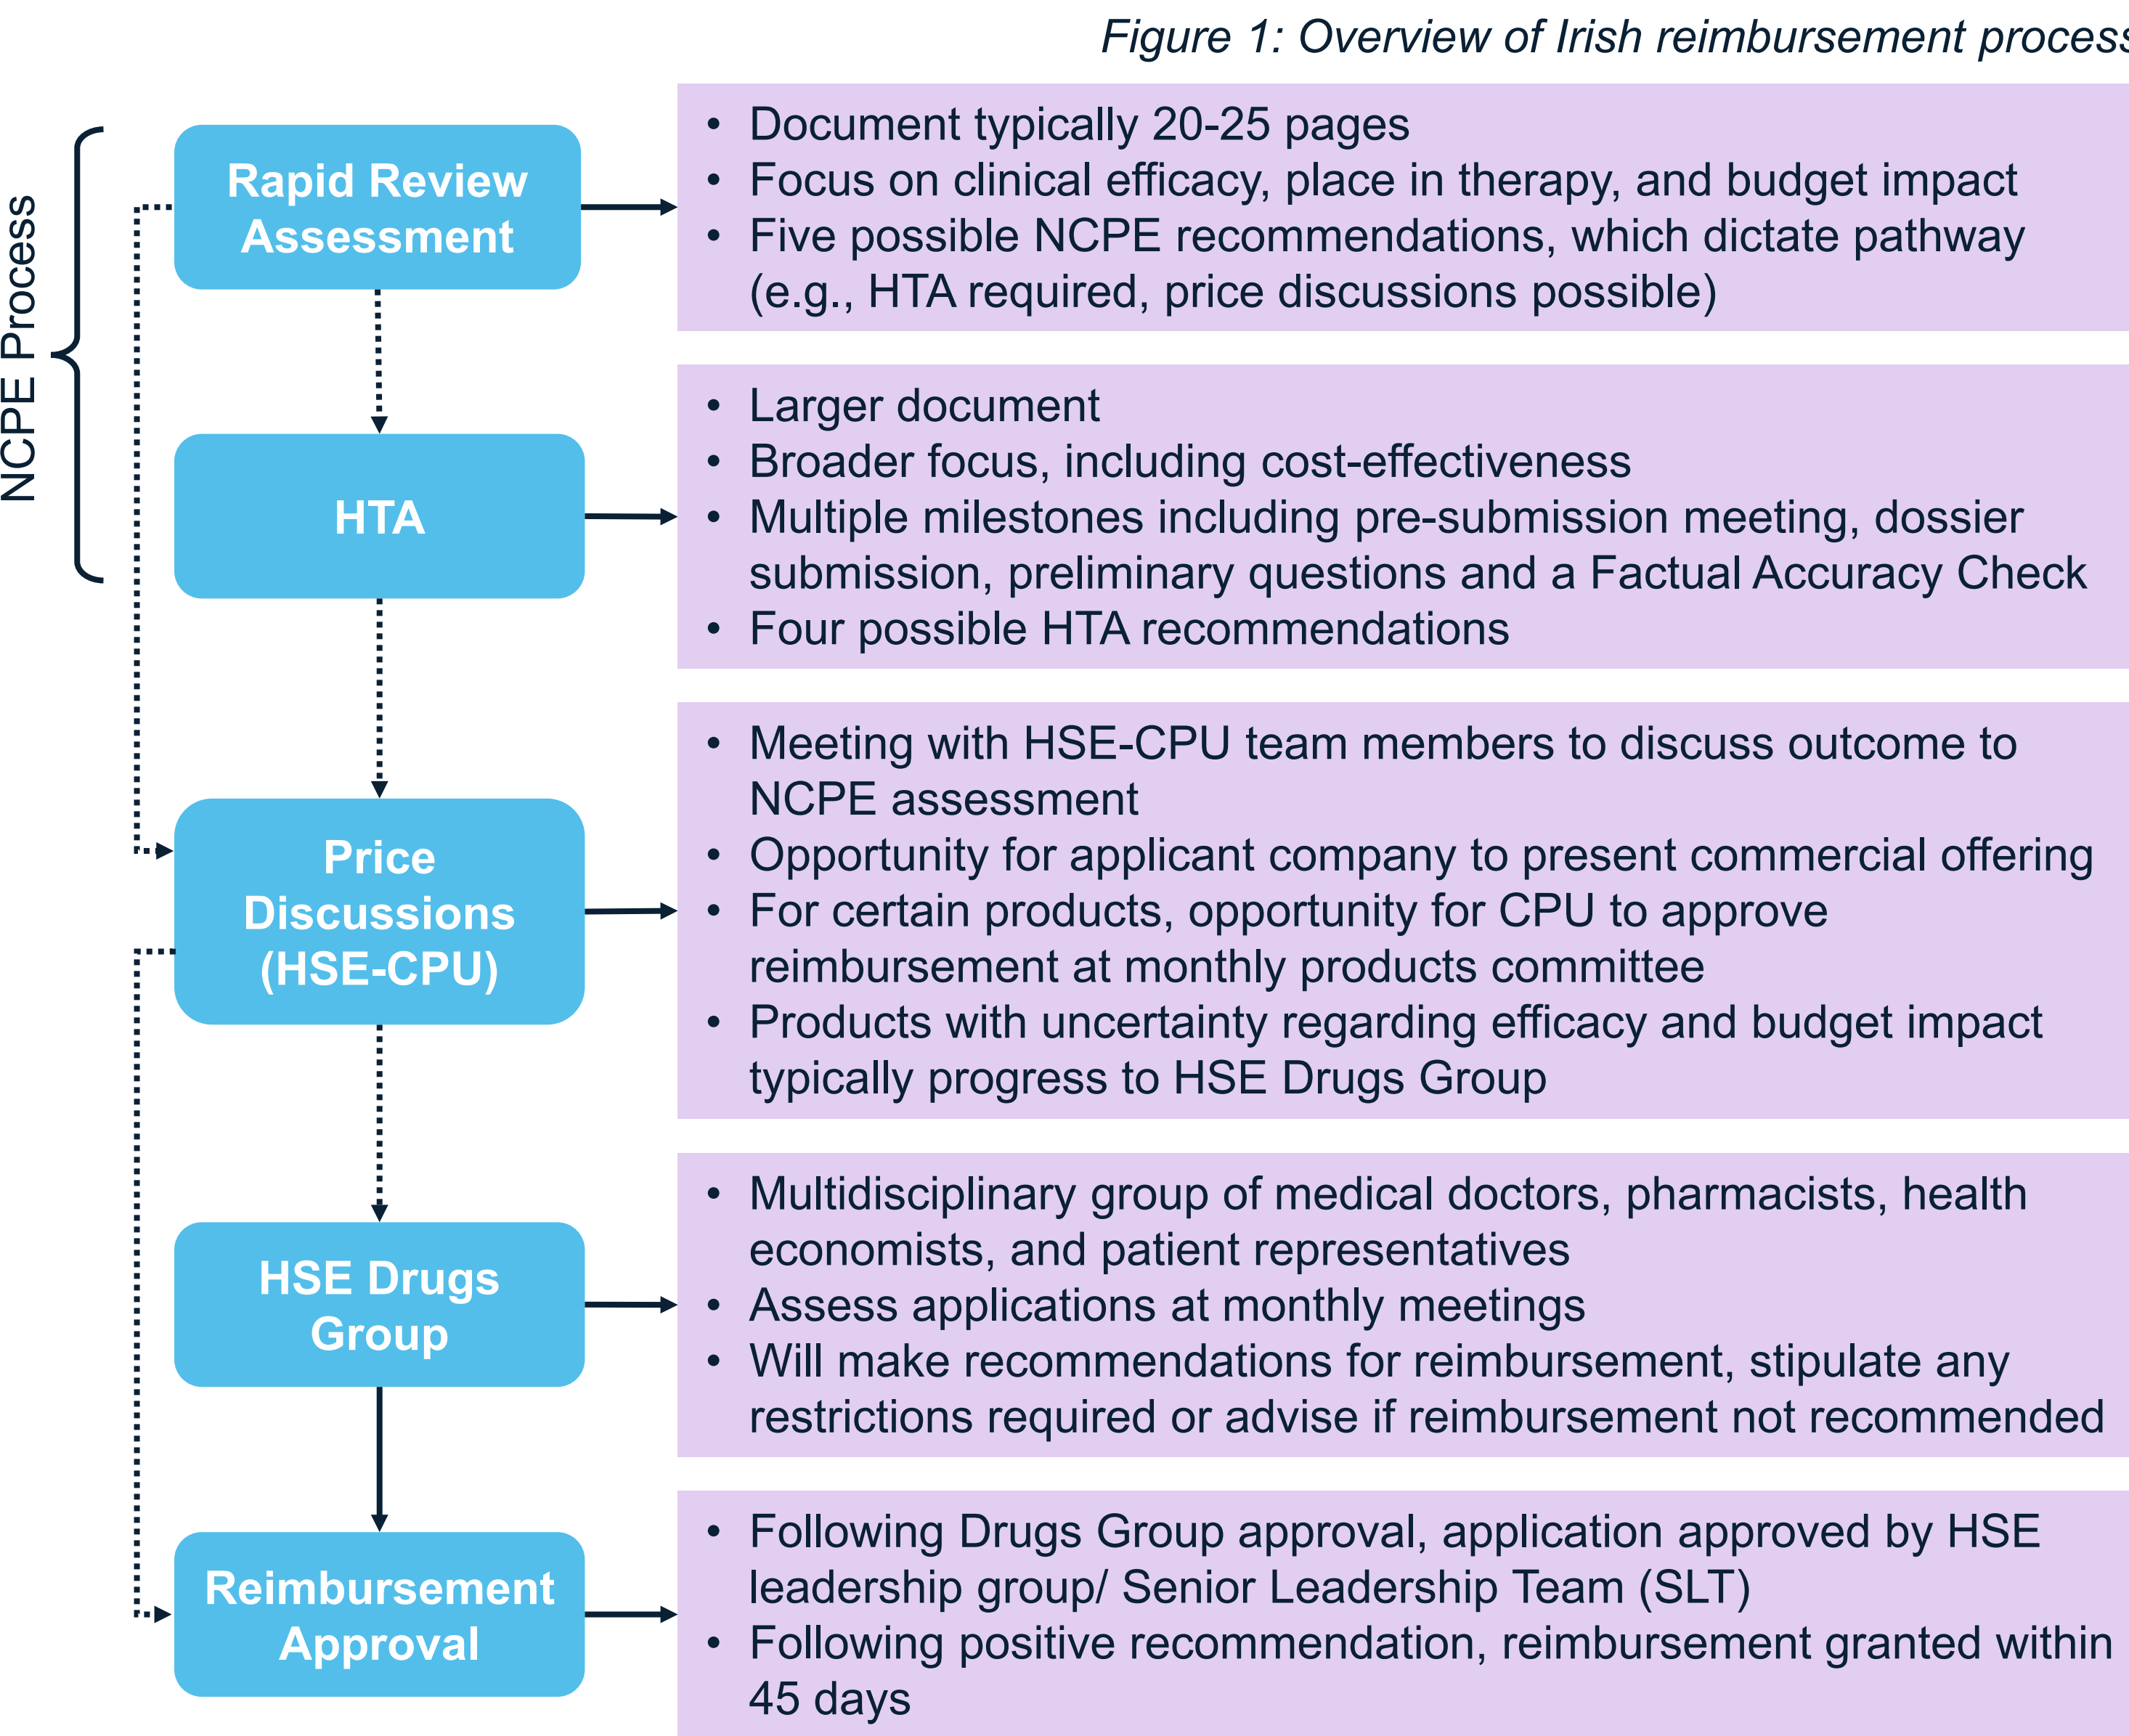 Figure 1: Overview of Irish reimbursement process
NCPE Process
Rapid Review
Assessment
• Document typically 20-25 pages
• Focus on clinical efficacy, place in therapy, and budget impact
• Five possible NCPE recommendations, which dictate pathway
(e.g., HTA required, price discussions possible)
HTA
• Larger document
• Broader focus, including cost-effectiveness
• Multiple milestones including pre-submission meeting, dossier
submission, preliminary questions and a Factual Accuracy Check
• Four possible HTA recommendations
Price
Discussions
(HSE-CPU)
• Meeting with HSE-CPU team members to discuss outcome to
NCPE assessment
• Opportunity for applicant company to present commercial offering
• For certain products, opportunity for CPU to approve
reimbursement at monthly products committee
• Products with uncertainty regarding efficacy and budget impact
typically progress to HSE Drugs Group
HSE Drugs
Group
• Multidisciplinary group of medical doctors, pharmacists, health
economists, and patient representatives
• Assess applications at monthly meetings
• Will make recommendations for reimbursement, stipulate any
restrictions required or advise if reimbursement not recommended
Reimbursement
Approval
• Following Drugs Group approval, application approved by HSE
leadership group/ Senior Leadership Team (SLT)
• Following positive recommendation, reimbursement granted within
45 days